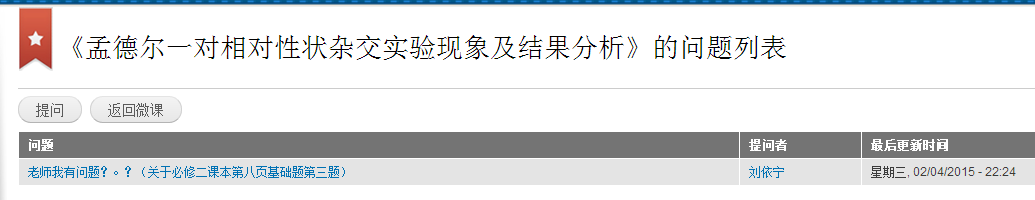 《孟德尔一对相对性状杂交实验现象及结果分析》的问题列表
提问 返回微课
问题 提问者 最后更新时间
老师我有问题？。？（关于必修二课本第八页基础题第三题） 刘依宁 星期三, 02/04/2015 - 22:24